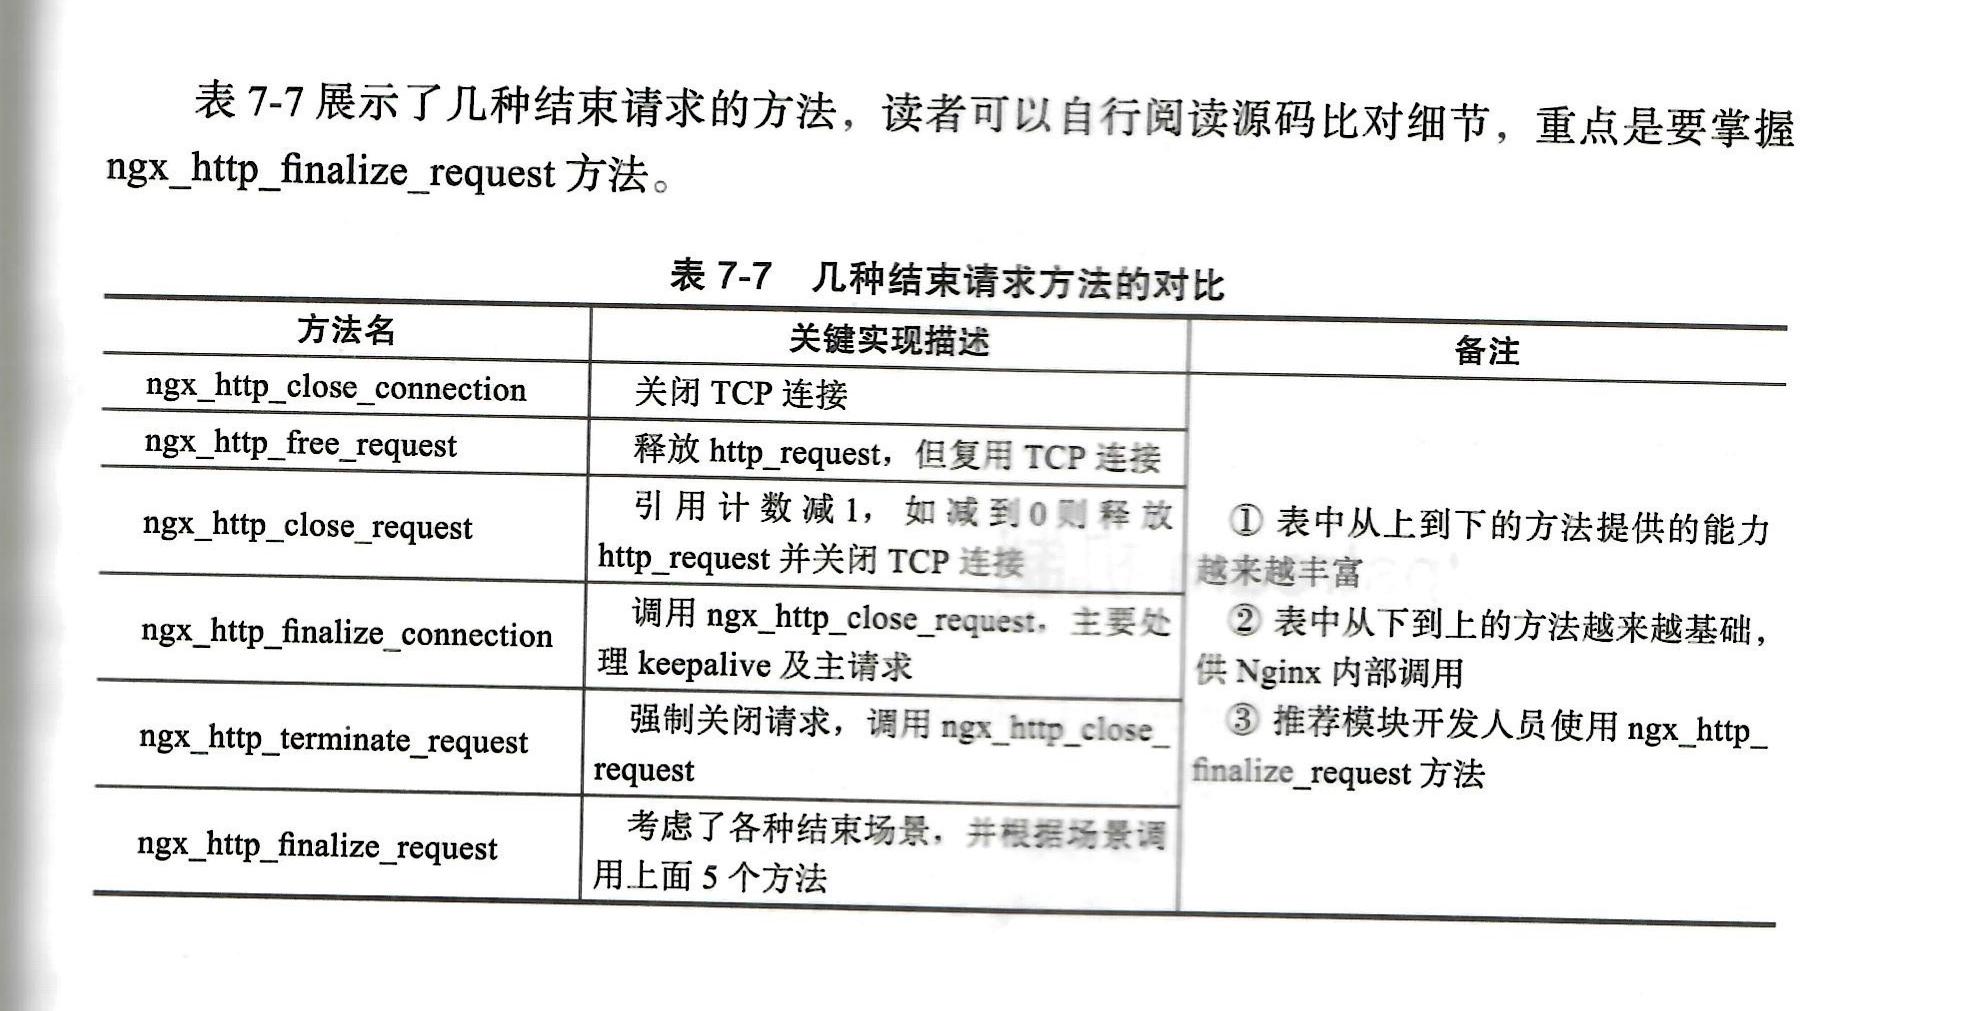 表 7-7 展示了几种结束请求的方法，读者可以自行阅读源码比对细节，重点是要掌握
ngx_http_finalize_request 方法。
表 7-7 几种结束请求方法的对比
方法名 关键实现描述 备注
ngx_http_close_connection 关闭 TCP 连接
ngx_http_free_request 释放 http_request，但复用 TCP 连接
ngx_http_close_request
引用计数减1，如减到0则释放
http_request 并关闭 TCP 连接
ngx_http_finalize_connection
调用 ngx_http_close_request，主要处
理 keepalive 及主请求
ngx_http_terminate_request
强制关闭请求，调用 ngx_http_close_
request
ngx_http_finalize_request
考虑了各种结束场景，并根据场景调
用上面 5 个方法
① 表中从上到下的方法提供的能力
越来越丰富
② 表中从下到上的方法越来越基础，
供 Nginx 内部调用
③ 推荐模块开发人员使用 ngx_http_
finalize_request 方法